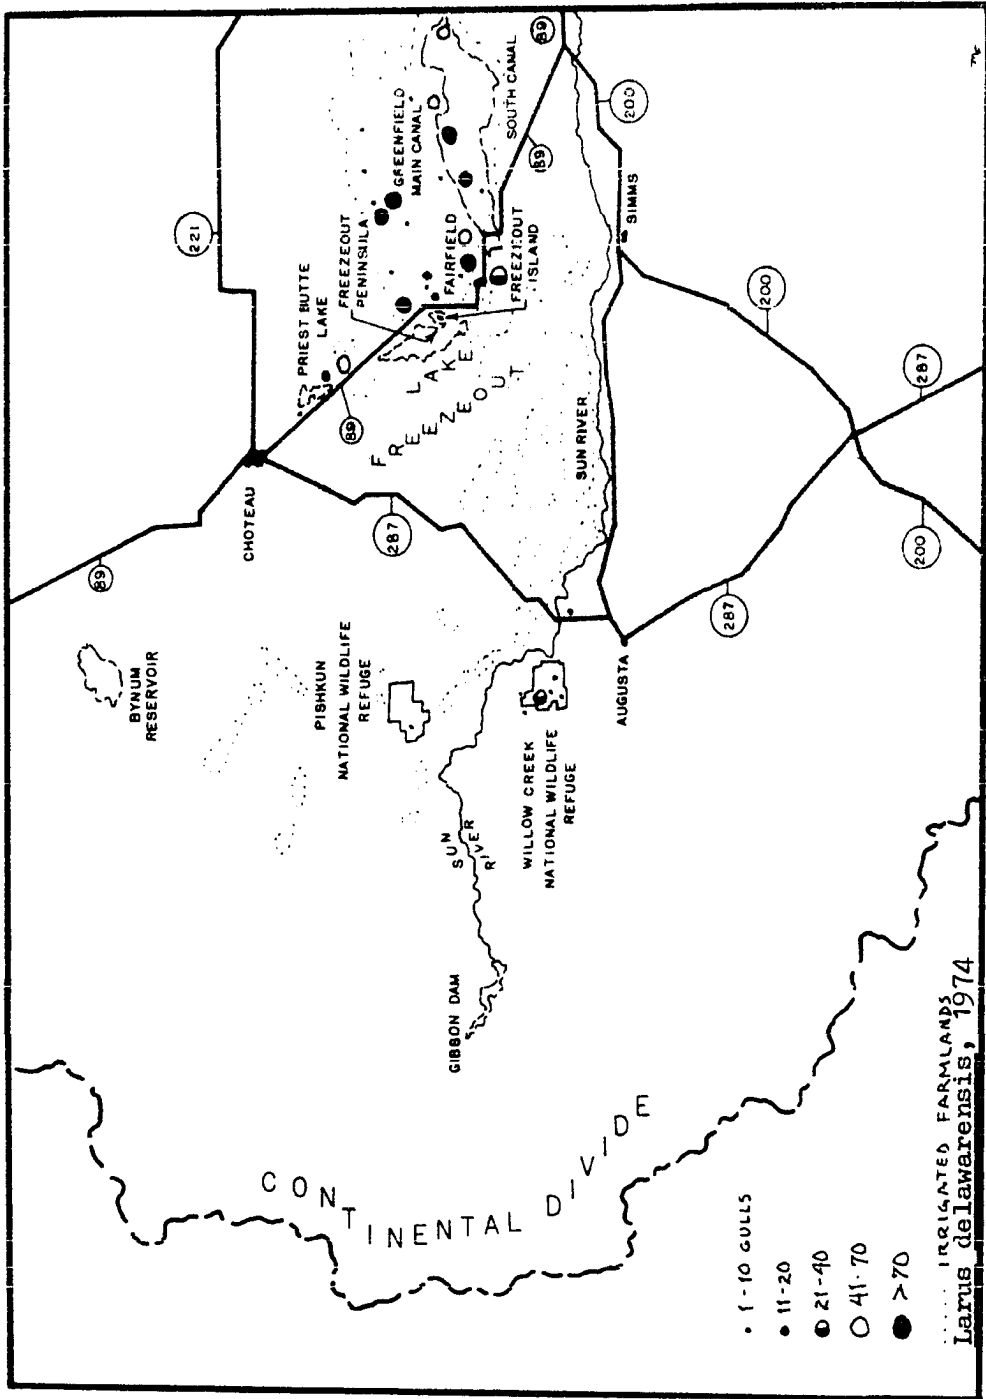 89
221
CHOTEAU
PRIEST BUTTE
LAKE
BYNUM
RESERVOIR
FREEZEOUT
PENINSULA
GREENFIELD
MAIN CANAL
89
287
FREEZEOUT
LAKE
FAIRFIELD
FREEZEOUT
ISLAND
SOUTH CANAL
89
89
PISHKUN
NATIONAL WILDLIFE
REFUGE
SUN
RIVER
GIBBON DAM
WILLOW CREEK
NATIONAL WILDLIFE
REFUGE
SUN RIVER
AUGUSTA
SIMMS
200
200
287
287
200
CONTINENTAL DIVIDE
1-10 GULLS
11-20
21-40
41-70
>70
..... IRRIGATED FARMLANDS
Larus delawarensis, 1974